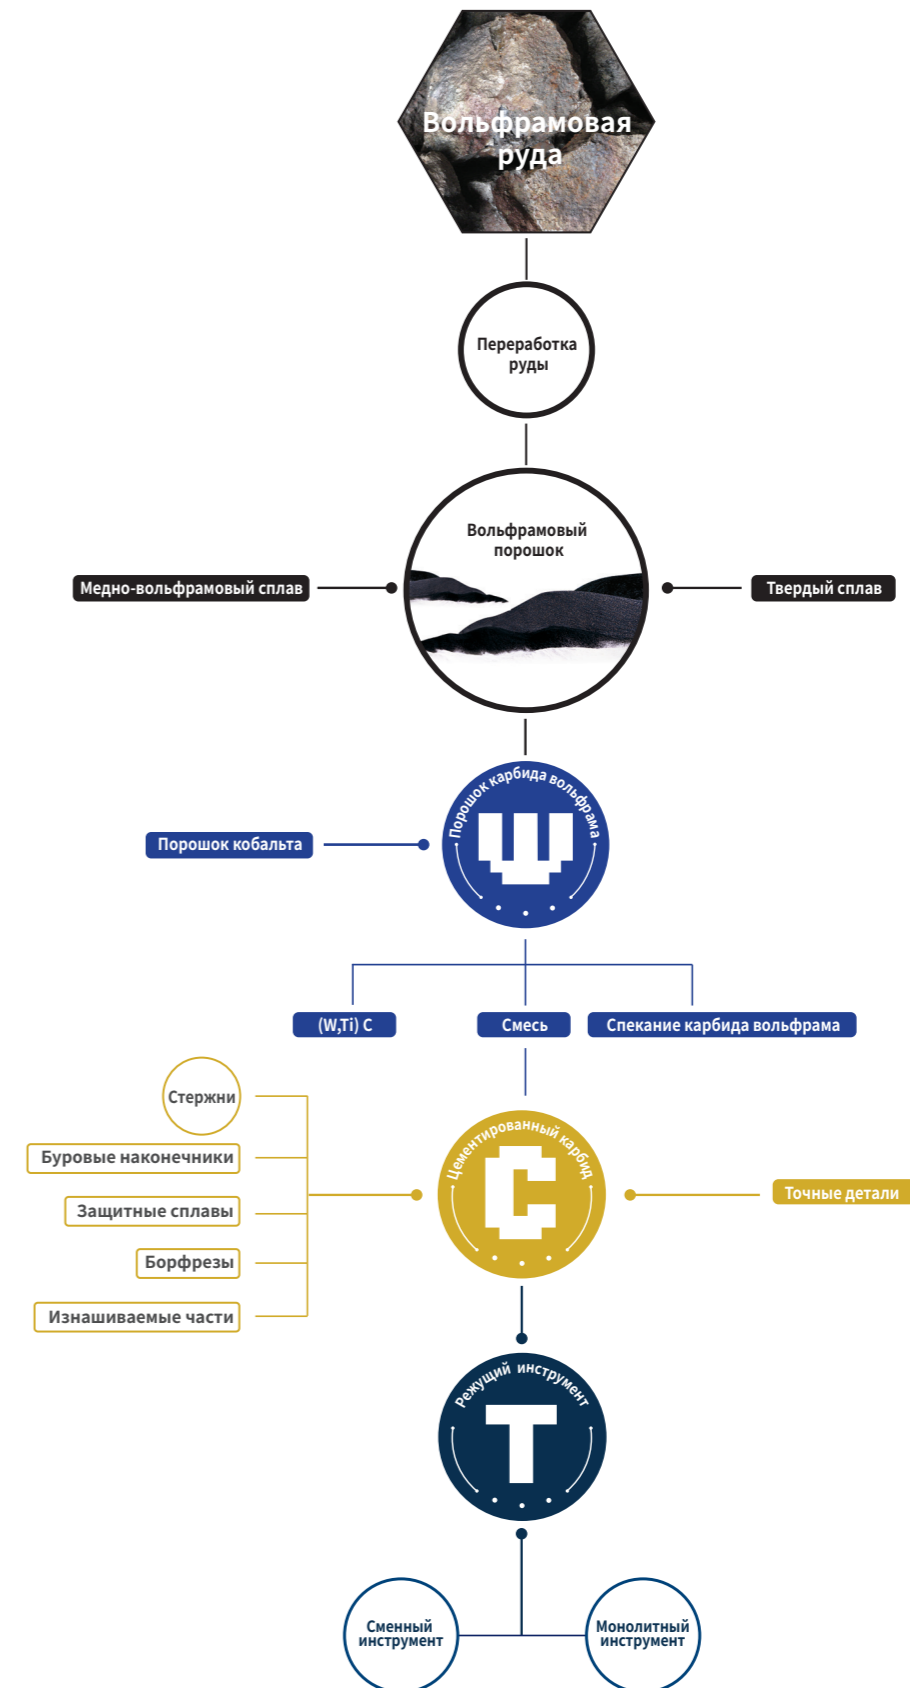 Вольфрамовая
руда
Переработка
руды
Вольфрамовый
порошок
Медно-вольфрамовый сплав
Твердый сплав
Порошок карбида вольфрама
W
Порошок кобальта
(W,Ti) C
Смесь
Спекание карбида вольфрама
Стержни
Буровые наконечники
Защитные сплавы
Борфрезы
Изнашиваемые части
Цементированный карбид
C
Точные детали
Режущий инструмент
T
Сменный
инструмент
Монолитный
инструмент